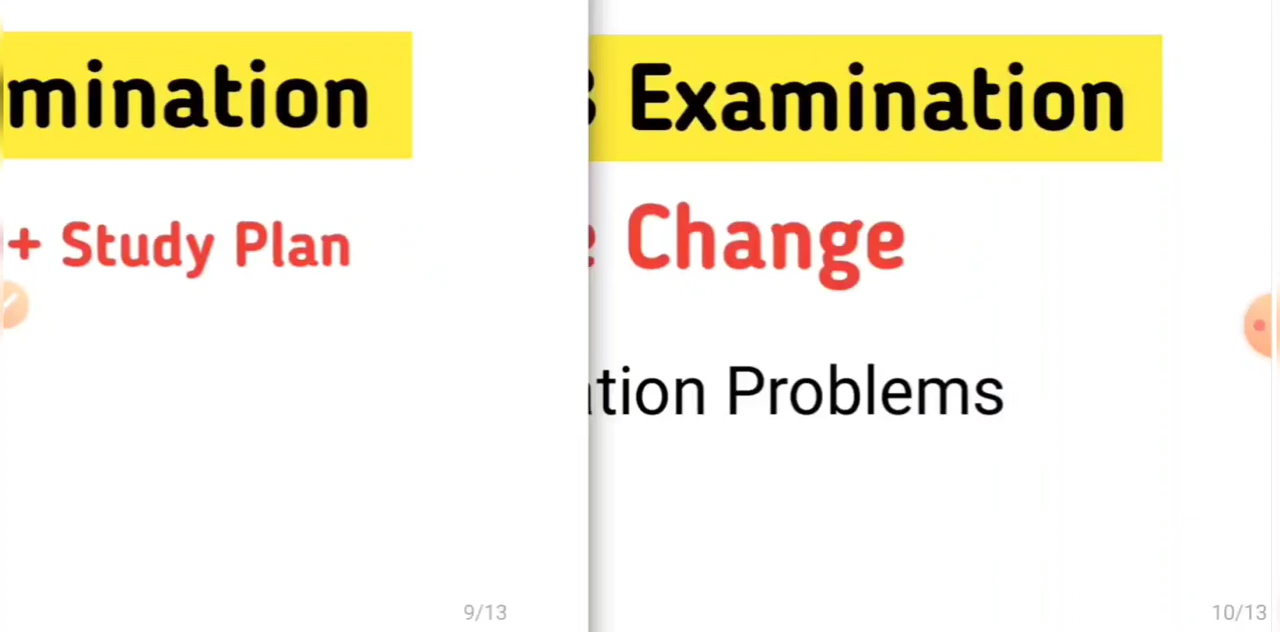 mination
+ Study Plan
9/13
Examination
Change
tion Problems
10/13